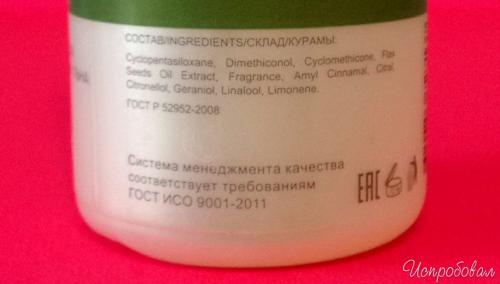 СОСТАВ/INGREDIENTS/СКЛАД/КУРАМЫ:
Cyclopentasiloxane, Dimethiconol, Cyclomethicone, Flax
Seeds Oil Extract, Fragrance, Amyl Cinnamal, Citral,
Citronellol, Geraniol, Linalool, Limonene.
ГОСТ Р 52952-2008
Система менеджмента качества
соответствует требованиям
ГОСТ ИСО 9001-2011
EAC
Испробовал